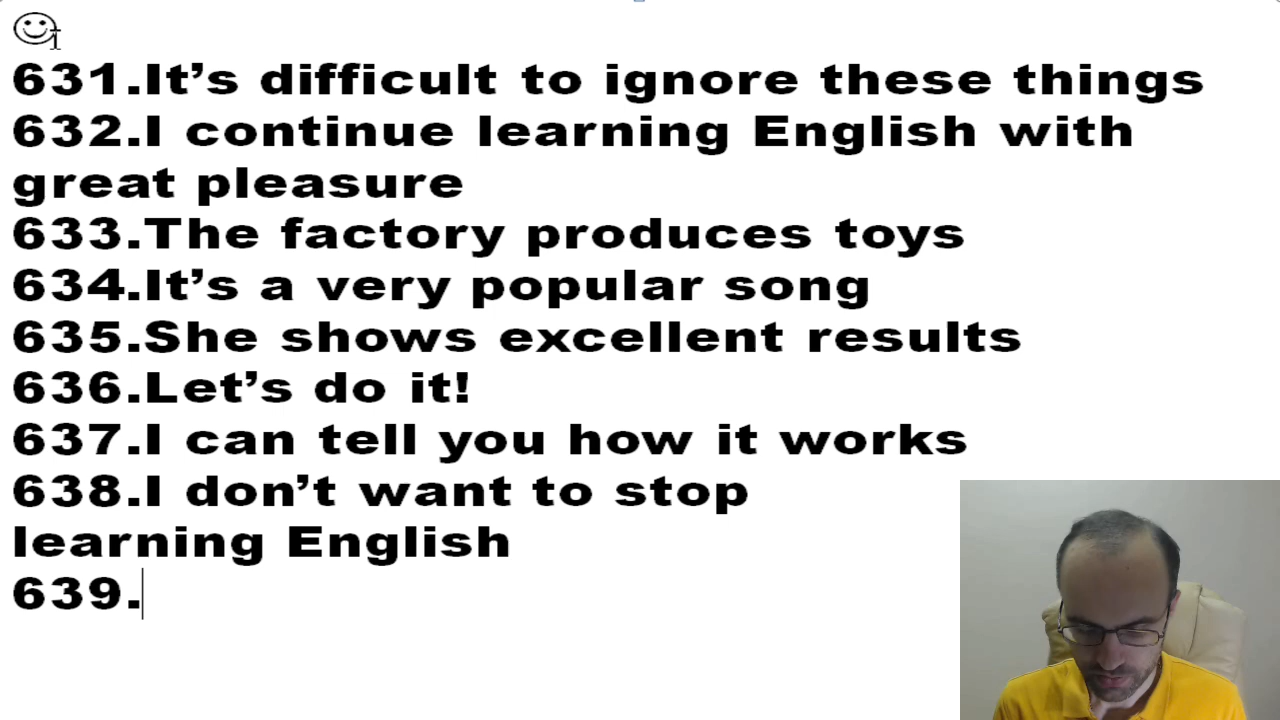 631.It’s difficult to ignore these things
632.I continue learning English with
great pleasure
633.The factory produces toys
634.It’s a very popular song
635.She shows excellent results
636.Let’s do it!
637.I can tell you how it works
638.I don’t want to stop
learning English
639.